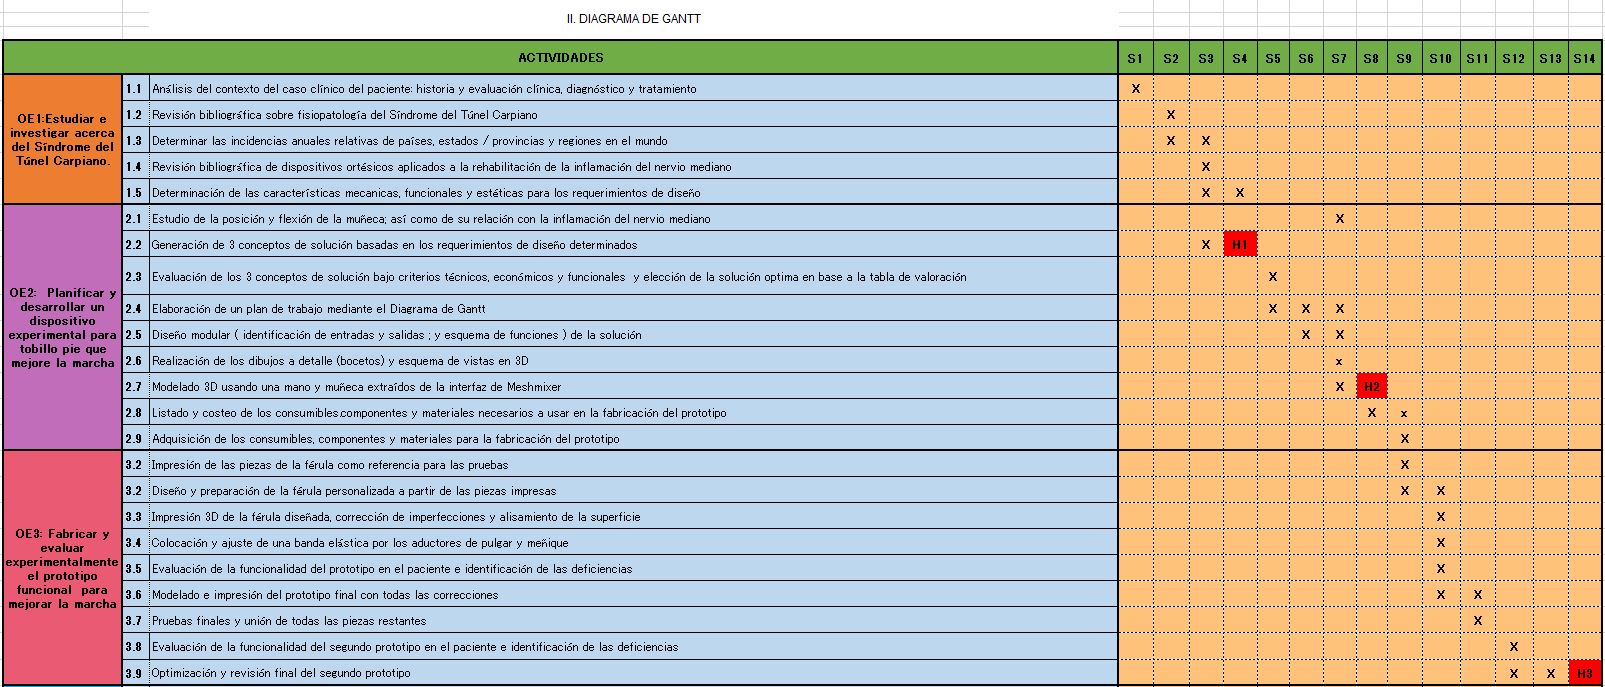 II. DIAGRAMA DE GANTT
ACTIVIDADES S1 S2 S3 S4 S5 S6 S7 S8 S9 S10 S11 S12 S13 S14
OE1:Estudiar e
investigar acerca
del Síndrome del
Túnel Carpiano.
1.1 Análisis del contexto del caso clínico del paciente: historia y evaluación clínica, diagnóstico y tratamiento X
1.2 Revisión bibliográfica sobre fisiopatología del Síndrome del Túnel Carpiano X
1.3 Determinar las incidencias anuales relativas de países, estados / provincias y regiones en el mundo X X
1.4 Revisión bibliográfica de dispositivos ortésicos aplicados a la rehabilitación de la inflamación del nervio mediano X
1.5 Determinación de las características mecanicas, funcionales y estéticas para los requerimientos de diseño X X
OE2: Planificar y
desarrollar un
dispositivo
experimental para
tobillo pie que
mejore la marcha
2.1 Estudio de la posición y flexión de la muñeca; así como de su relación con la inflamación del nervio mediano X
2.2 Generación de 3 conceptos de solución basadas en los requerimientos de diseño determinados X H1
2.3 Evaluación de los 3 conceptos de solución bajo criterios técnicos, económicos y funcionales y elección de la solución optima en base a la tabla de valoración X
2.4 Elaboración de un plan de trabajo mediante el Diagrama de Gantt X X X
2.5 Diseño modular ( identificación de entradas y salidas ; y esquema de funciones ) de la solución X X
2.6 Realización de los dibujos a detalle (bocetos) y esquema de vistas en 3D x
2.7 Modelado 3D usando una mano y muñeca extraídos de la interfaz de Meshmixer X H2
2.8 Listado y costeo de los consumibles,componentes y materiales necesarios a usar en la fabricación del prototipo X x
2.9 Adquisición de los consumibles, componentes y materiales para la fabricación del prototipo X
OE3: Fabricar y
evaluar
experimentalmente
el prototipo
funcional para
mejorar la marcha
3.2 Impresión de las piezas de la férula como referencia para las pruebas X
3.2 Diseño y preparación de la férula personalizada a partir de las piezas impresas X X
3.3 Impresión 3D de la férula diseñada, corrección de imperfecciones y alisamiento de la superficie X
3.4 Colocación y ajuste de una banda elástica por los aductores de pulgar y meñique X
3.5 Evaluación de la funcionalidad del prototipo en el paciente e identificación de las deficiencias X
3.6 Modelado e impresión del prototipo final con todas las correcciones X X
3.7 Pruebas finales y unión de todas las piezas restantes X
3.8 Evaluación de la funcionalidad del segundo prototipo en el paciente e identificación de las deficiencias X
3.9 Optimización y revisión final del segundo prototipo X X H3